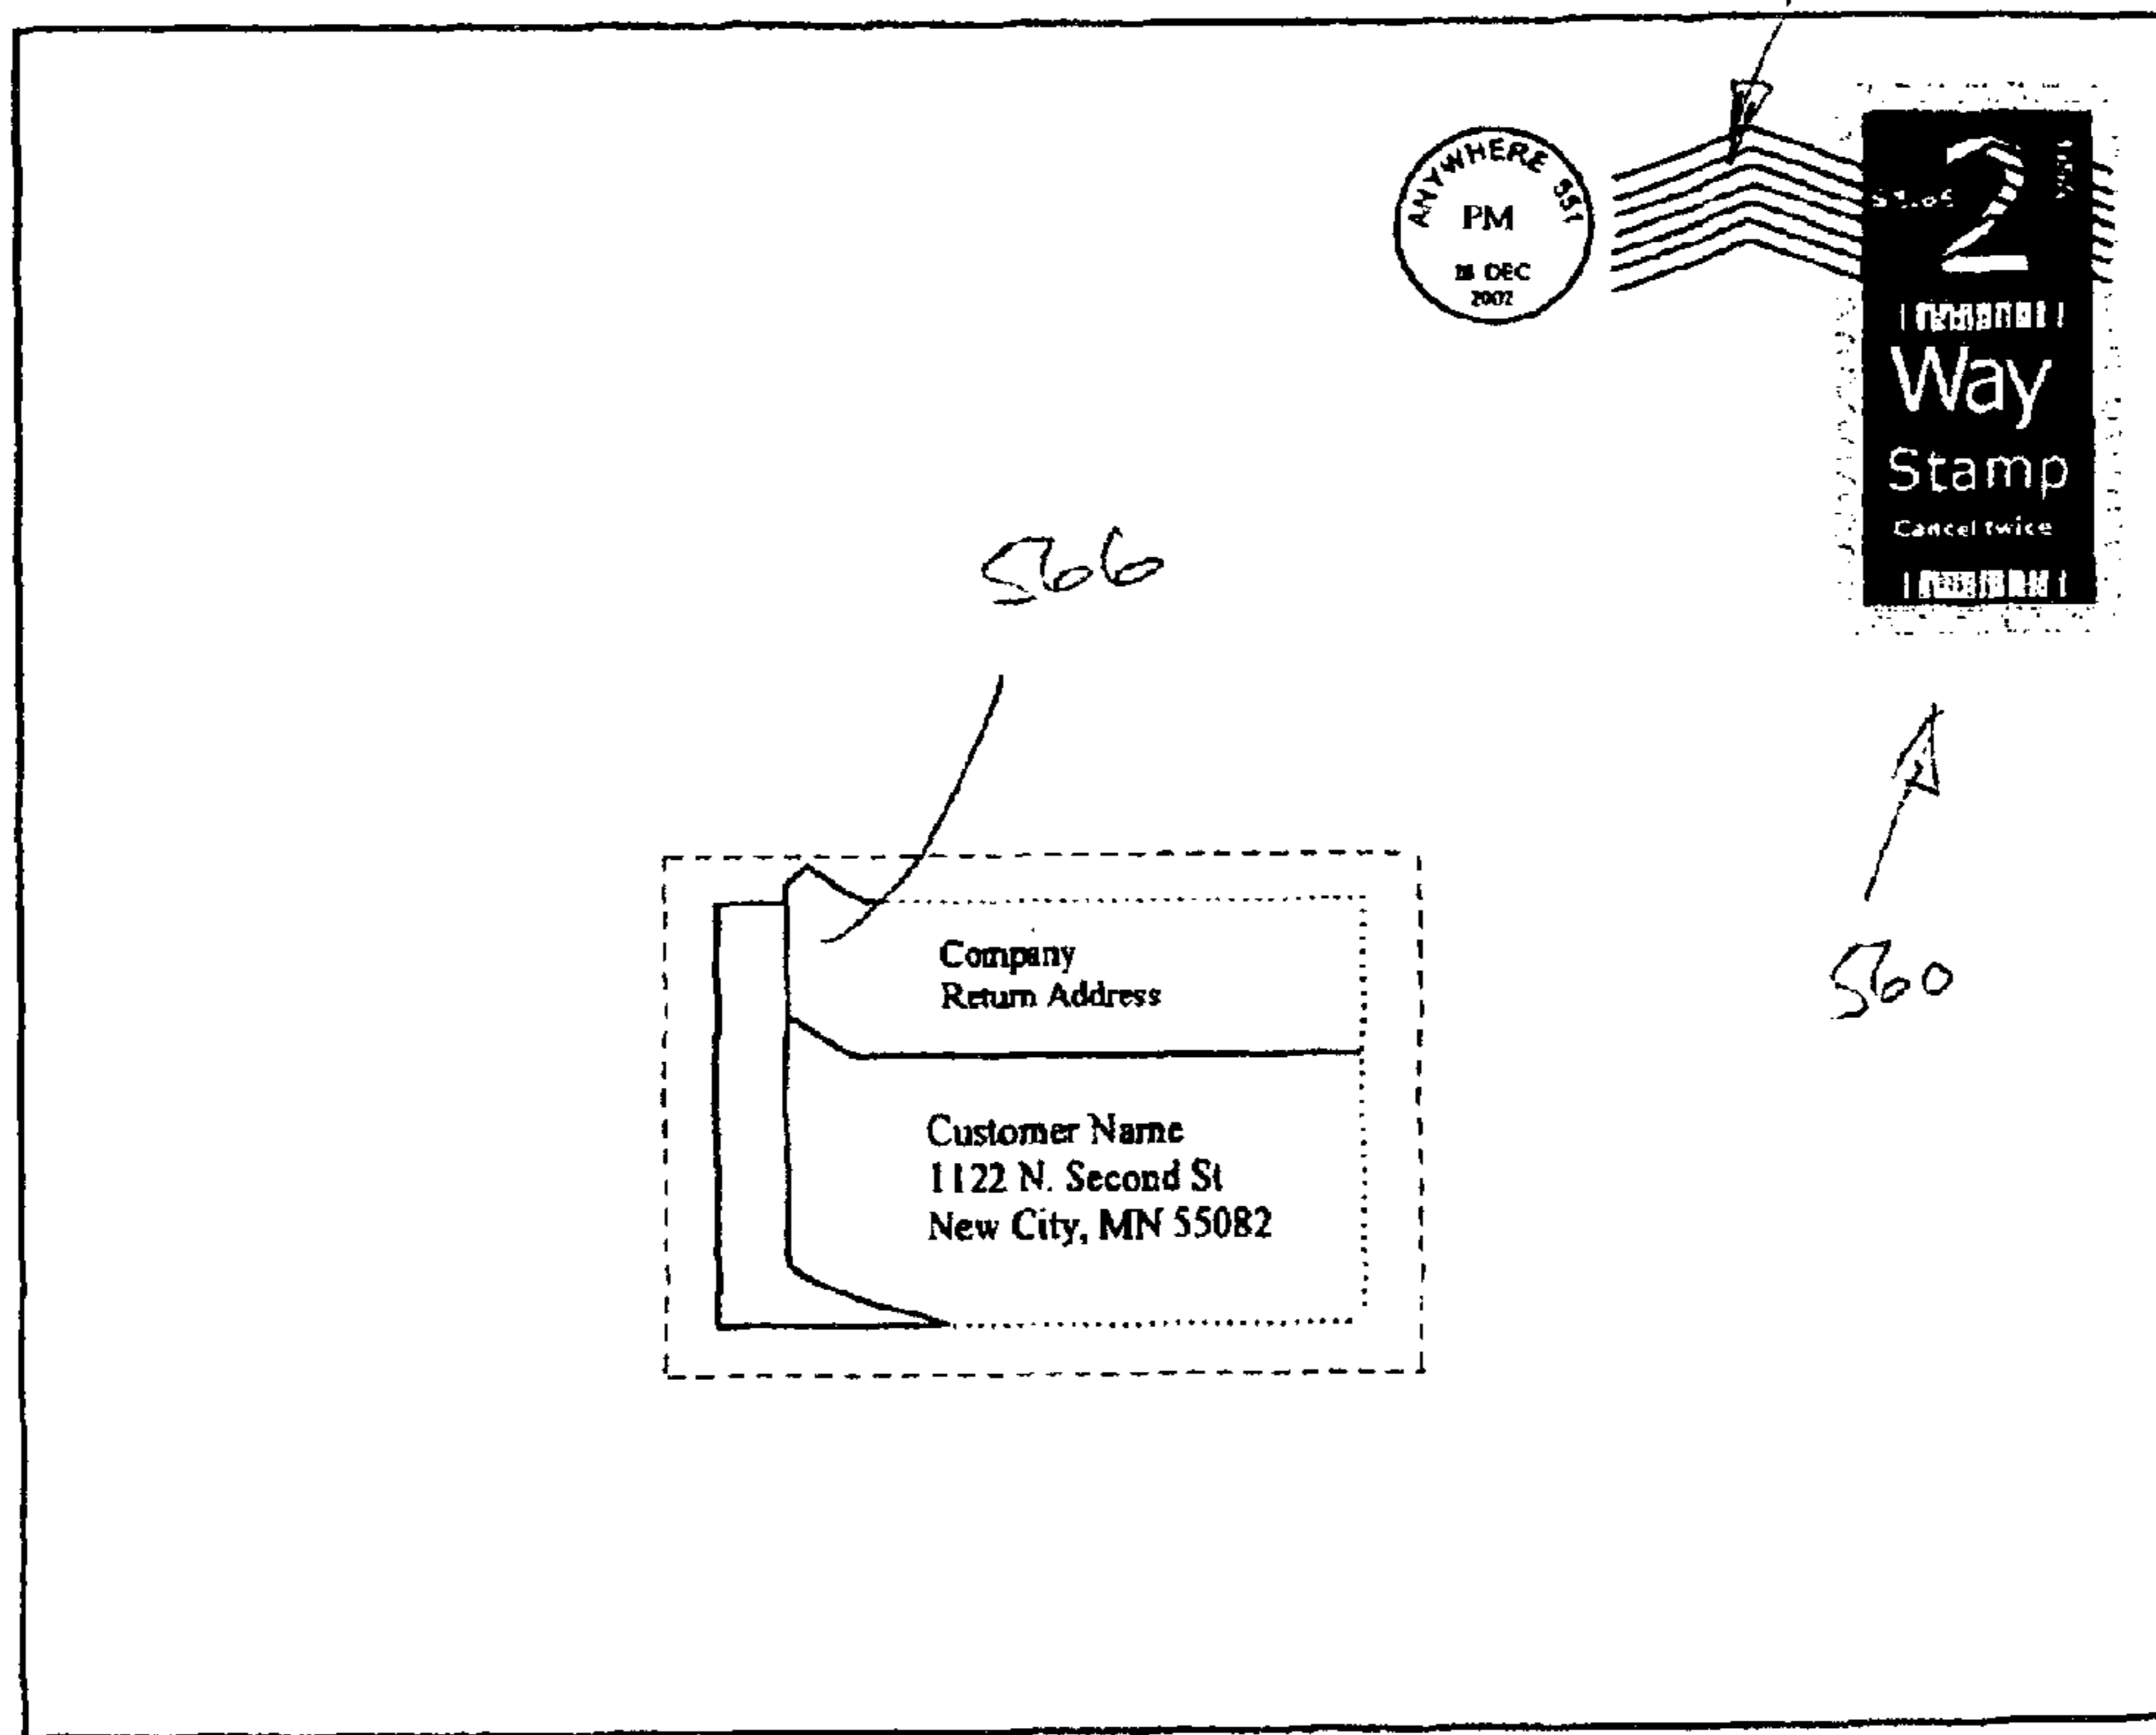 ANYWHERE 551
PM
DEC
2002
2
Way
Stamp
Cancel twice
566
Company
Return Address
560
Customer Name
1122 N. Second St
New City, MN 55082